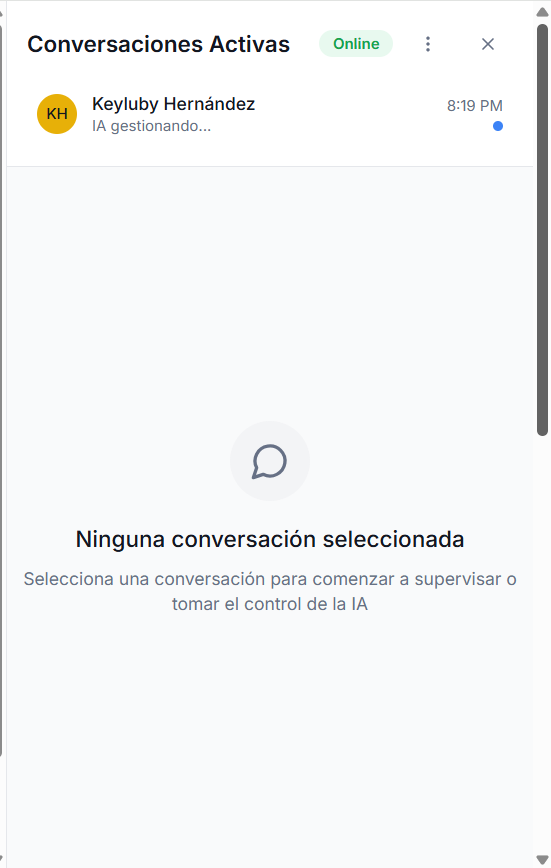 Conversaciones Activas
Online
KH
Keyluby Hernández
8:19 PM
IA gestionando...
Ninguna conversación seleccionada
Selecciona una conversación para comenzar a supervisar o
tomar el control de la IA